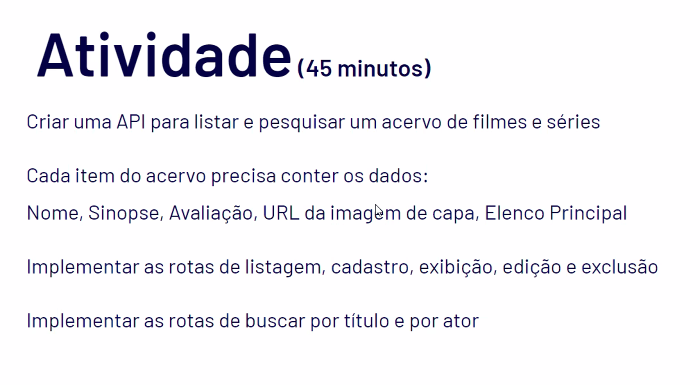 Atividade (45 minutos)
Criar uma API para listar e pesquisar um acervo de filmes e séries
Cada item do acervo precisa conter os dados:
Nome, Sinopse, Avaliação, URL da imagem de capa, Elenco Principal
Implementar as rotas de listagem, cadastro, exibição, edição e exclusão
Implementar as rotas de buscar por título e por ator